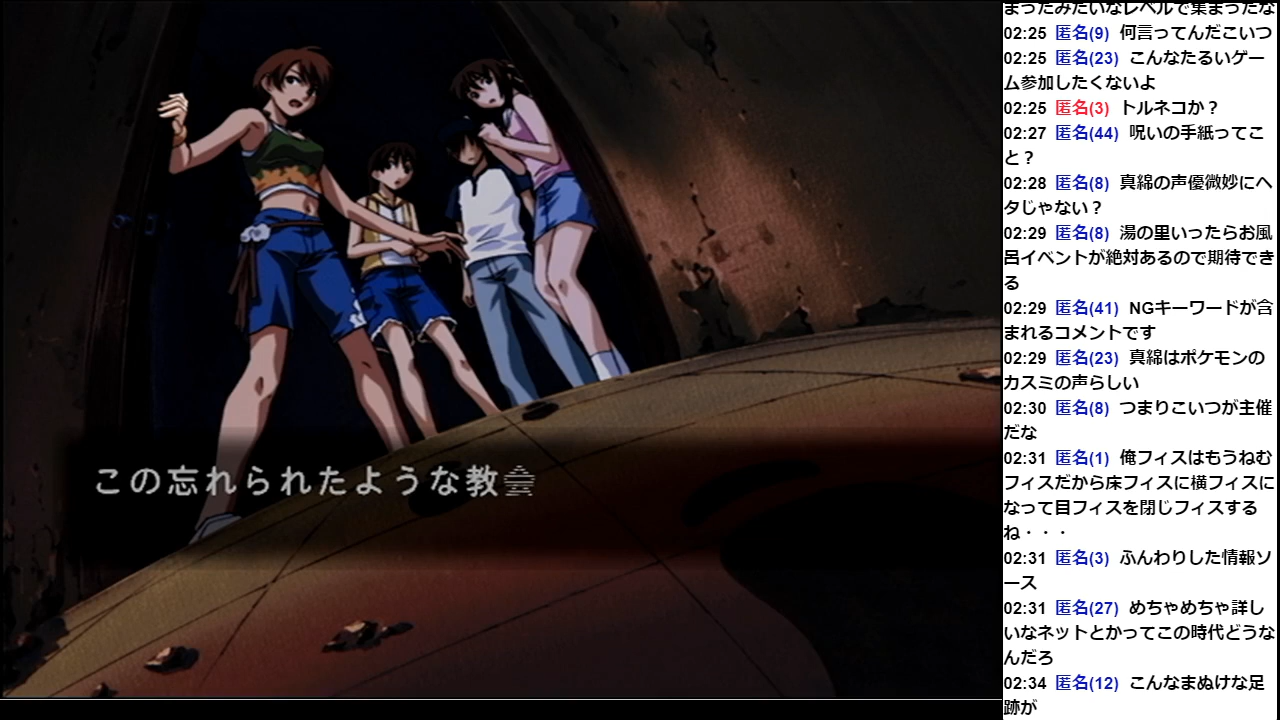 この忘れられたような教会
まったみたいなレベルで集まったな
02:25 匿名(9) 何言ってんだこいつ
02:25 匿名(23) こんなたるいゲー
ム参加したくないよ
02:25 匿名(3) トルネコか？
02:27 匿名(44) 呪いの手紙ってこ
と？
02:28 匿名(8) 真綿の声優微妙にヘ
タじゃない？
02:29 匿名(8) 湯の里いったらお風
呂イベントが絶対あるので期待でき
る
02:29 匿名(41) NGキーワードが含
まれるコメントです
02:29 匿名(23) 真綿はポケモンの
カスミの声らしい
02:30 匿名(8) つまりこいつが主催
だな
02:31 匿名(1) 俺フィスはもうねむ
フィスだから床フィスに横フィスに
なって目フィスを閉じフィスする
ね・・・
02:31 匿名(3) ふんわりした情報ソ
ース
02:31 匿名(27) めちゃめちゃ詳し
いなネットとかってこの時代どうな
んだろ
02:34 匿名(12) こんなまぬけな足
跡が